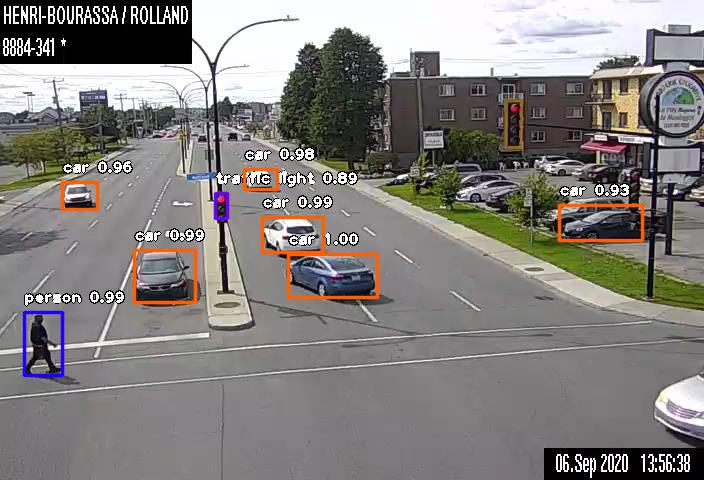 HENRI-BOURASSA / ROLLAND
8884-341 *
car 0.98
car 0.96
traffic light 0.89
car 0.93
car 0.99
car 0.99
car 1.00
person 0.99
06.Sep 2020 13:56:38